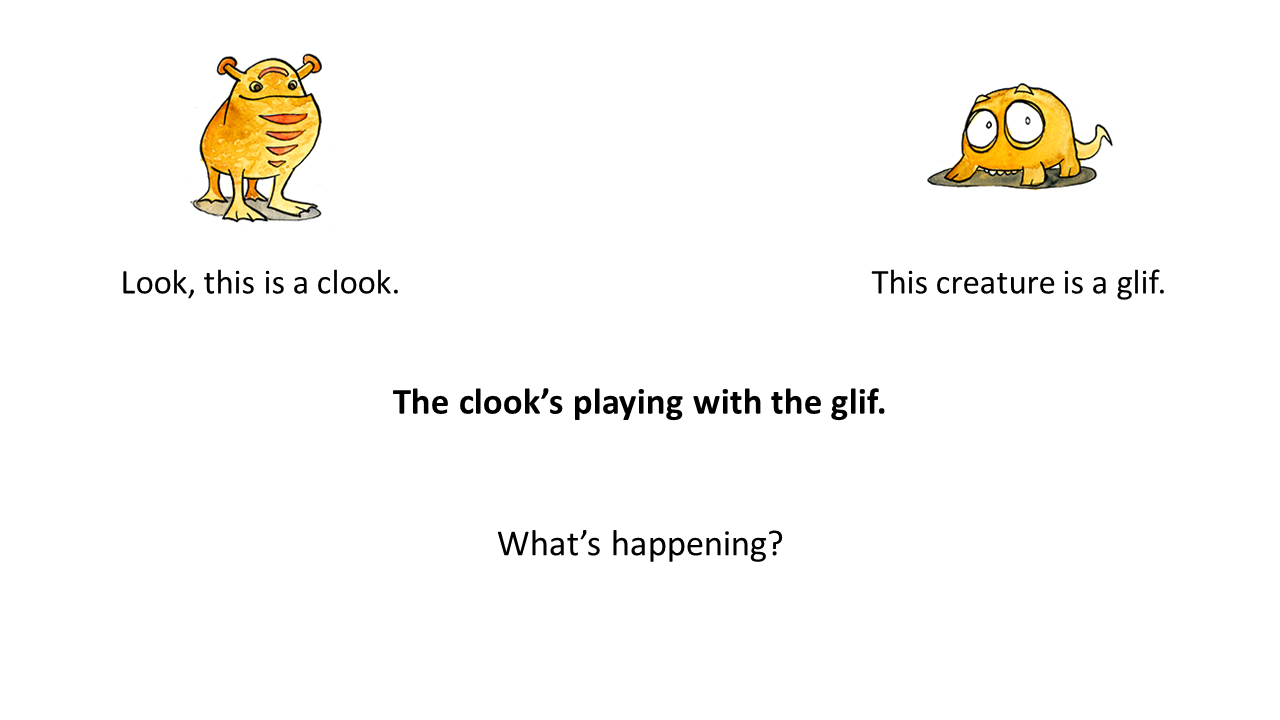 Look, this is a clook.
This creature is a glif.
The clook’s playing with the glif.
What’s happening?